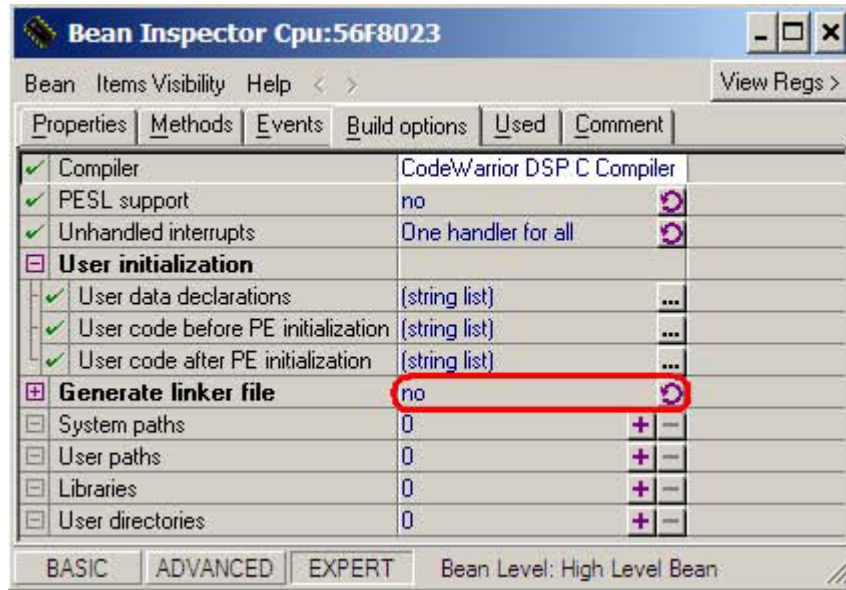 Bean Inspector Cpu:56F8023
Bean Items Visibility Help < > View Regs >
Properties Methods Events Build options Used Comment
Compiler CodeWarrior DSP C Compiler
PESL support no
Unhandled interrupts One handler for all
User initialization
User data declarations (string list) ...
User code before PE initialization (string list) ...
User code after PE initialization (string list) ...
Generate linker file no
System paths 0 + -
User paths 0 + -
Libraries 0 + -
User directories 0 + -
BASIC ADVANCED EXPERT Bean Level: High Level Bean